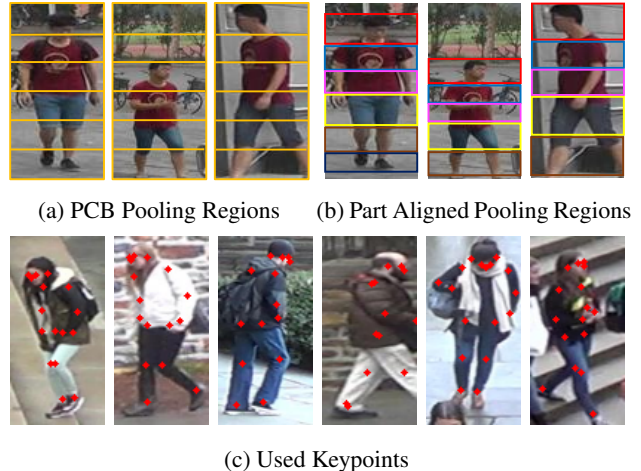 (a) PCB Pooling Regions
(b) Part Aligned Pooling Regions
(c) Used Keypoints